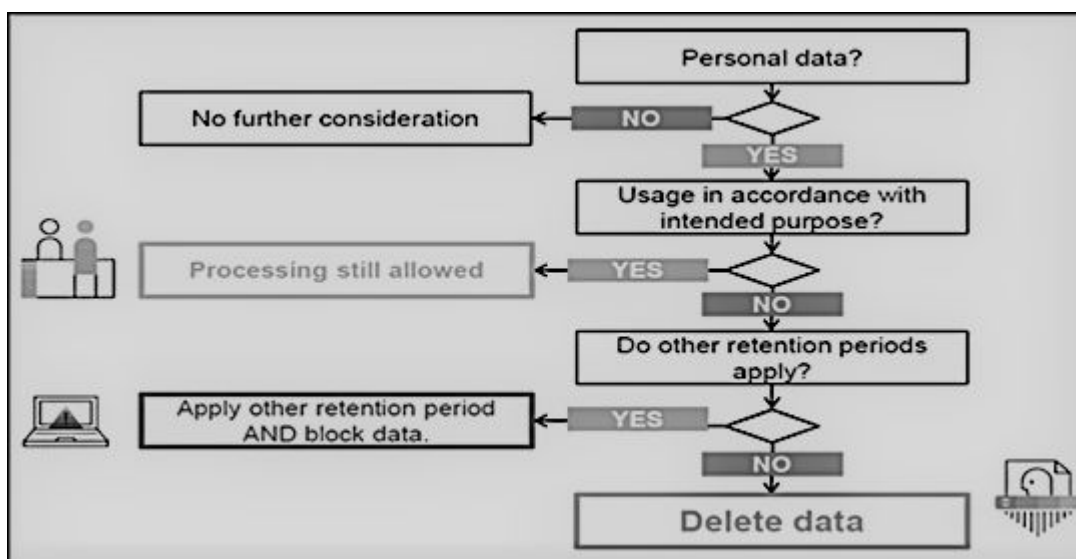 Personal data?
No further consideration
NO
YES
Usage in accordance with
intended purpose?
Processing still allowed
YES
NO
Do other retention periods
apply?
Apply other retention period
AND block data.
YES
NO
Delete data